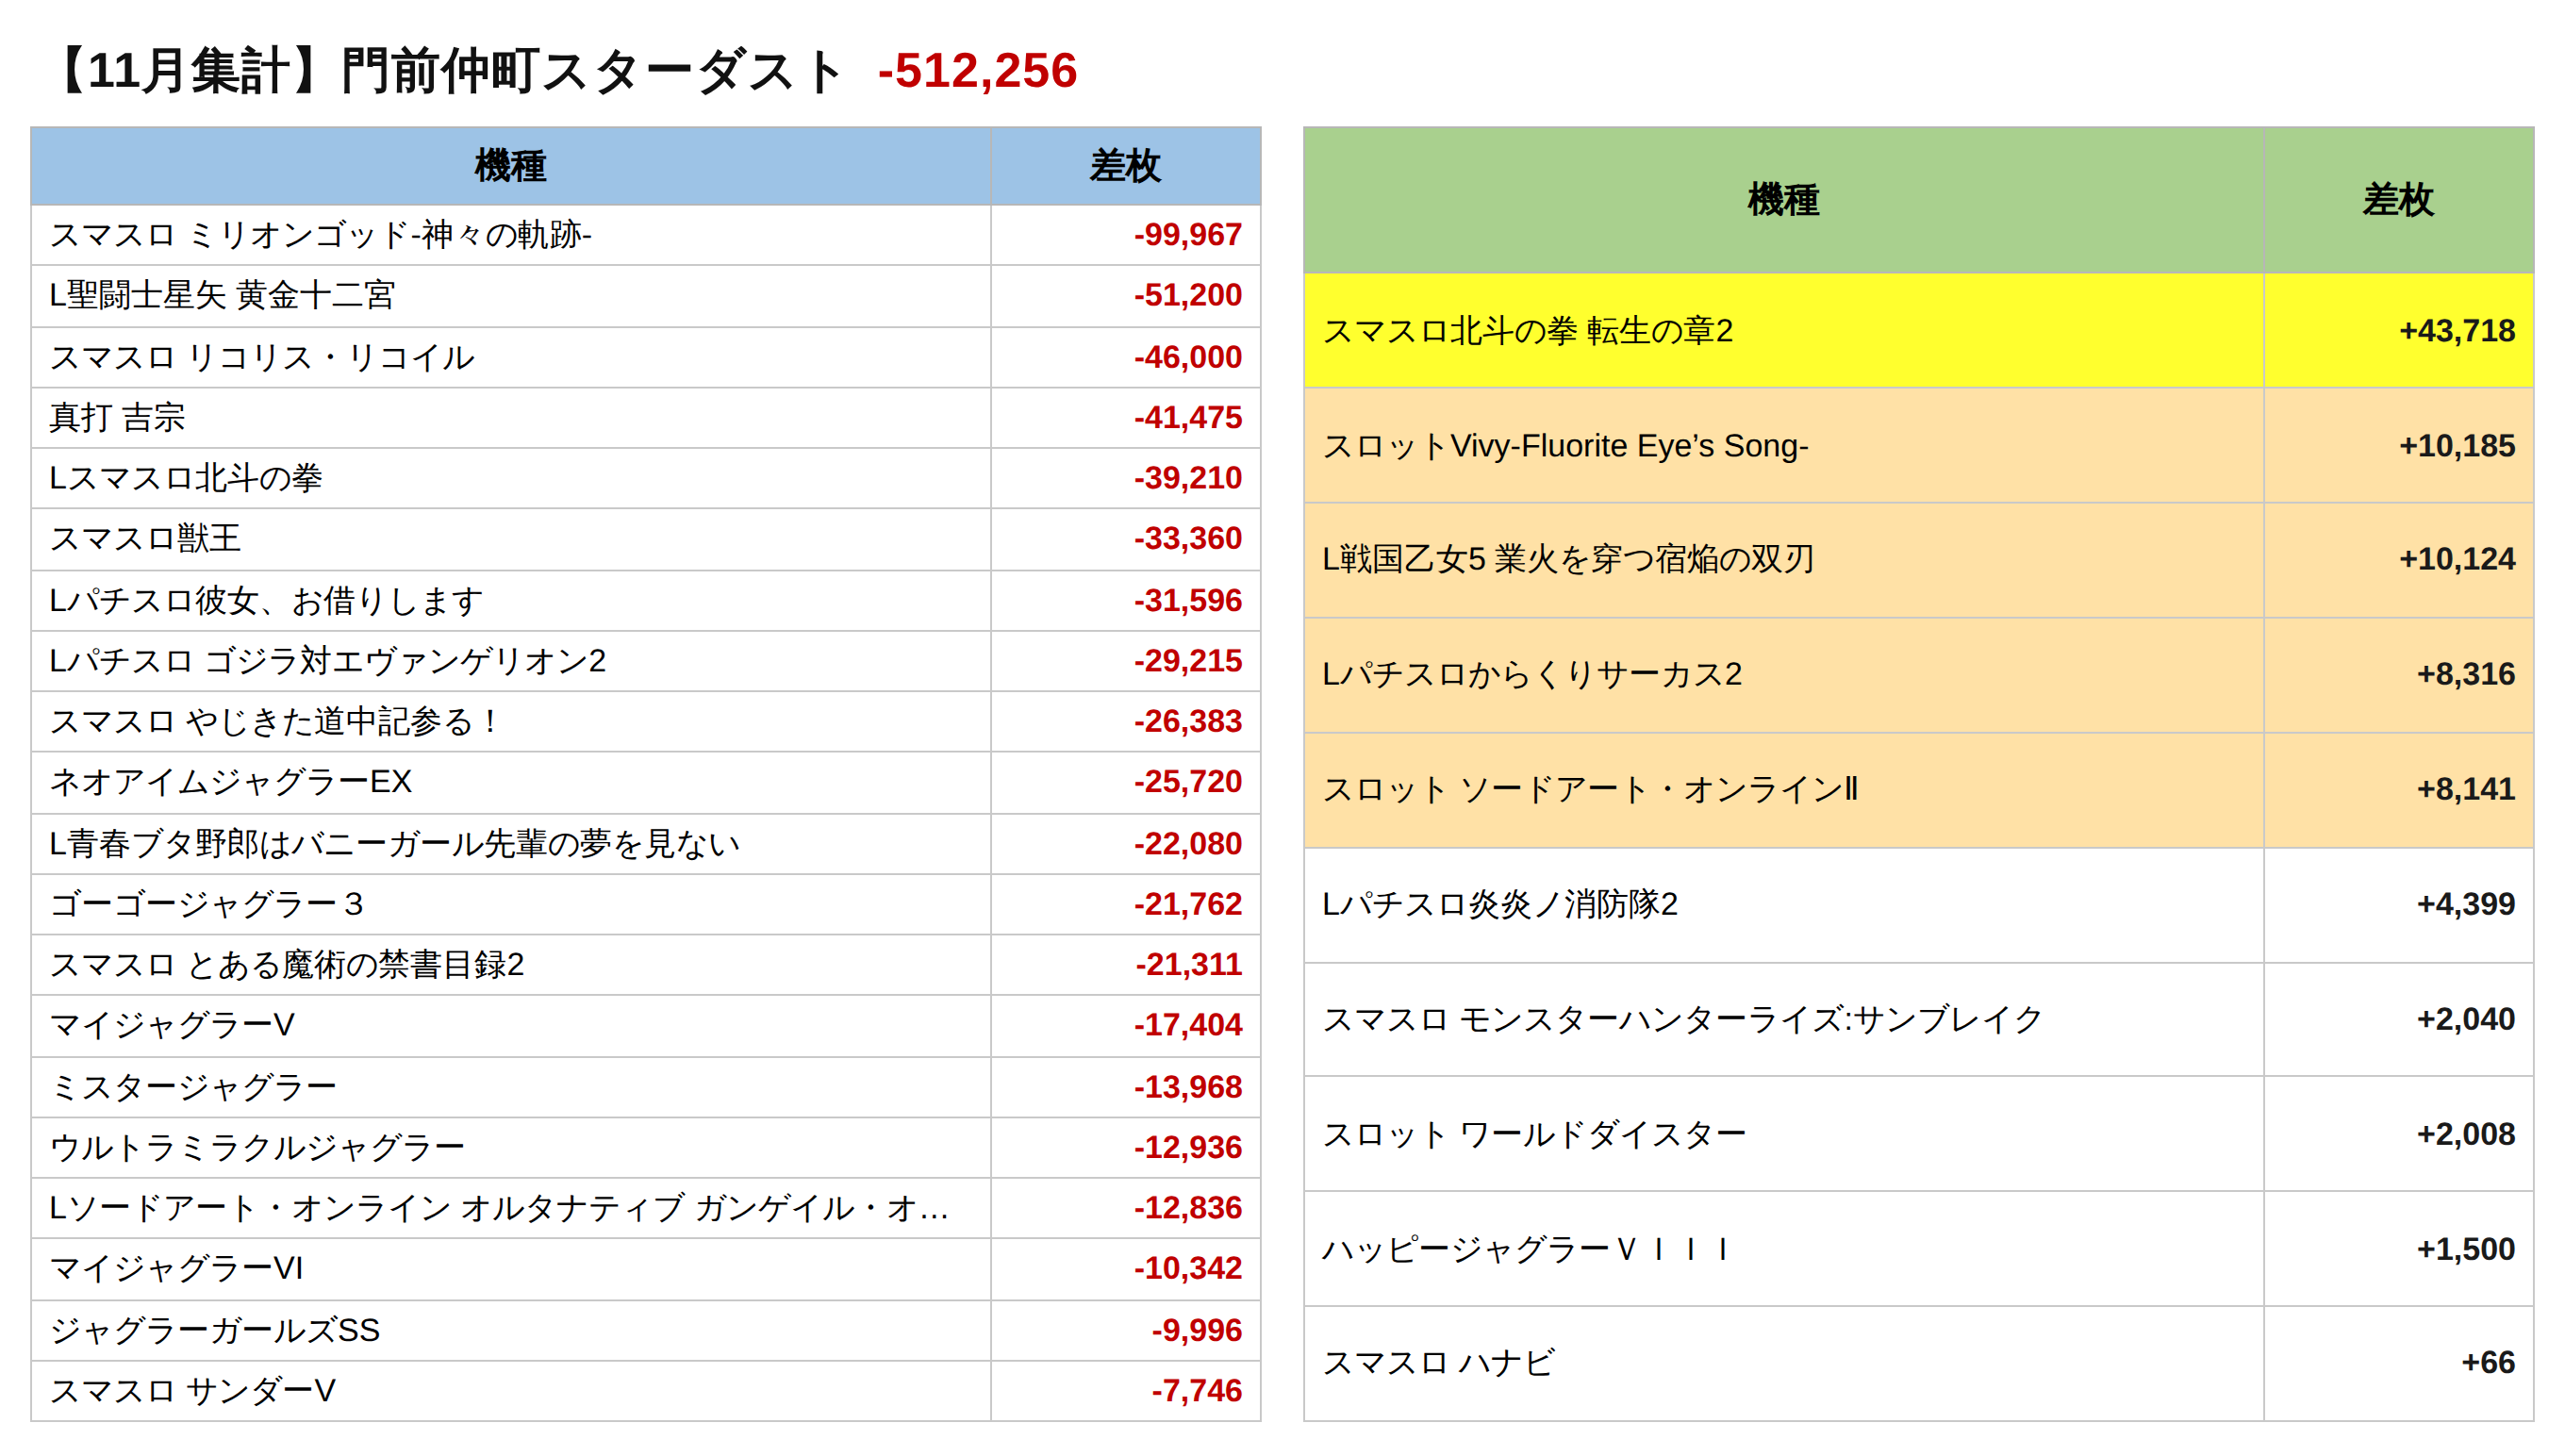 【11月集計】門前仲町スターダスト -512,256
機種 差枚
スマスロ ミリオンゴッド-神々の軌跡- -99,967
L聖闘士星矢 黄金十二宮 -51,200
スマスロ リコリス・リコイル -46,000
真打 吉宗 -41,475
Lスマスロ北斗の拳 -39,210
スマスロ獣王 -33,360
Lパチスロ彼女、お借りします -31,596
Lパチスロ ゴジラ対エヴァンゲリオン2 -29,215
スマスロ やじきた道中記参る！ -26,383
ネオアイムジャグラーEX -25,720
L青春ブタ野郎はバニーガール先輩の夢を見ない -22,080
ゴーゴージャグラー３ -21,762
スマスロ とある魔術の禁書目録2 -21,311
マイジャグラーV -17,404
ミスタージャグラー -13,968
ウルトラミラクルジャグラー -12,936
Lソードアート・オンライン オルタナティブ ガンゲイル・オ… -12,836
マイジャグラーVI -10,342
ジャグラーガールズSS -9,996
スマスロ サンダーV -7,746
機種 差枚
スマスロ北斗の拳 転生の章2 +43,718
スロットVivy-Fluorite Eye’s Song- +10,185
L戦国乙女5 業火を穿つ宿焔の双刃 +10,124
Lパチスロからくりサーカス2 +8,316
スロット ソードアート・オンラインⅡ +8,141
Lパチスロ炎炎ノ消防隊2 +4,399
スマスロ モンスターハンターライズ:サンブレイク +2,040
スロット ワールドダイスター +2,008
ハッピージャグラーＶＩＩＩ +1,500
スマスロ ハナビ +66